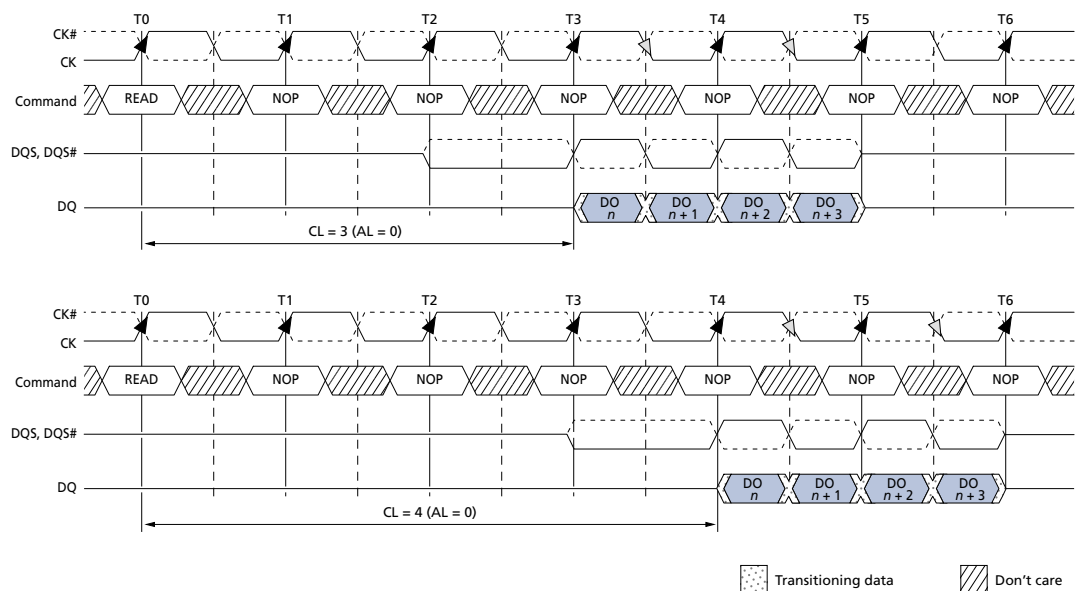 T0 T1 T2 T3 T4 T5 T6
CK#
CK
Command READ NOP NOP NOP NOP NOP NOP
DQS, DQS#
DQ DO n DO n + 1 DO n + 2 DO n + 3
CL = 3 (AL = 0)
T0 T1 T2 T3 T4 T5 T6
CK#
CK
Command READ NOP NOP NOP NOP NOP NOP
DQS, DQS#
DQ DO n DO n + 1 DO n + 2 DO n + 3
CL = 4 (AL = 0)
Transitioning data Don't care